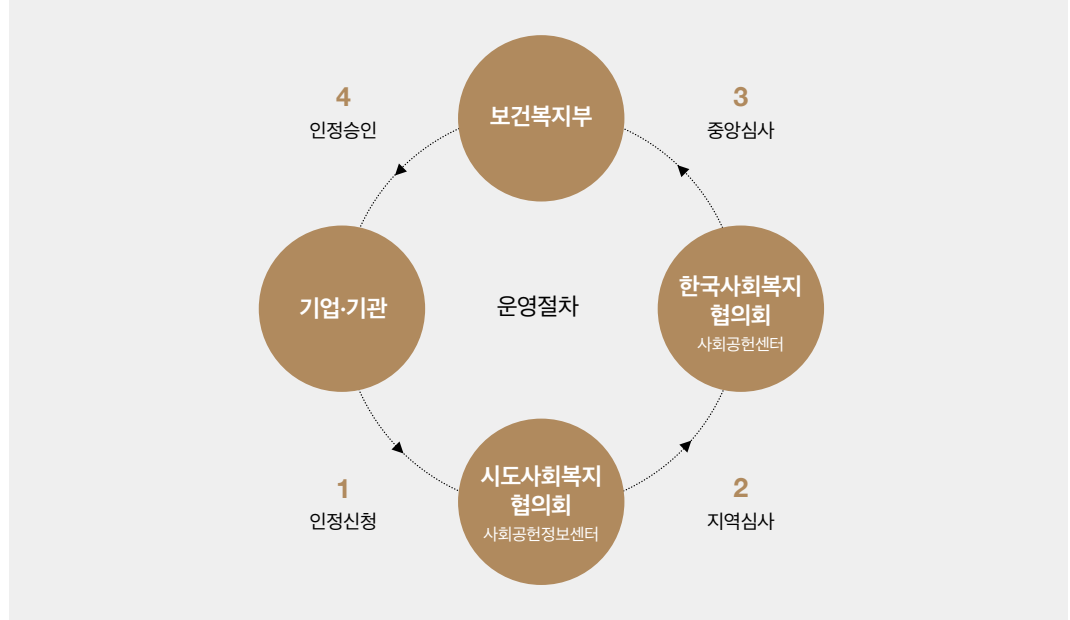 보건복지부
4
인정승인
3
중앙심사
기업·기관
운영절차
한국사회복지
협의회
사회공헌센터
1
인정신청
시도사회복지
협의회
사회공헌정보센터
2
지역심사